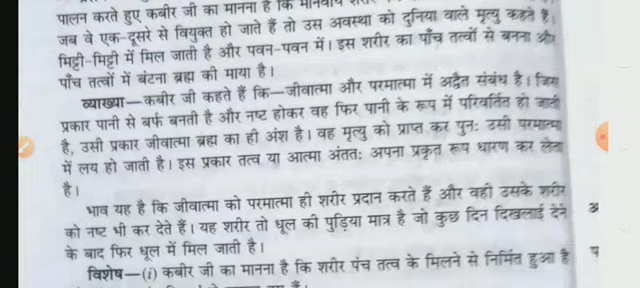 पालन करते हुए कबीर जी का मानना है कि मानवीय
जब वे एक-दूसरे से वियुक्त हो जाते हैं तो उस अवस्था को दुनिया वाले मृत्यु कहते हैं।
मिट्टी-मिट्टी में मिल जाती है और पवन-पवन में। इस शरीर का पाँच तत्वों से बनना और
पाँच तत्वों में बंटना ब्रह्म की माया है।
व्याख्या—कबीर जी कहते हैं कि—जीवात्मा और परमात्मा में अद्वैत संबंध है। जिस
प्रकार पानी से बर्फ बनती है और नष्ट होकर वह फिर पानी के रूप में परिवर्तित हो जाती
है, उसी प्रकार जीवात्मा ब्रह्म का ही अंश है। वह मृत्यु को प्राप्त कर पुनः उसी परमात्मा
में लय हो जाती है। इस प्रकार तत्व या आत्मा अंततः अपना प्रकृत रूप धारण कर लेता
है।
भाव यह है कि जीवात्मा को परमात्मा ही शरीर प्रदान करते हैं और वही उसके शरीर
को नष्ट भी कर देते हैं। यह शरीर तो धूल की पुड़िया मात्र है जो कुछ दिन दिखलाई देने
के बाद फिर धूल में मिल जाती है।
विशेष—(i) कबीर जी का मानना है कि शरीर पंच तत्व के मिलने से निर्मित हुआ है